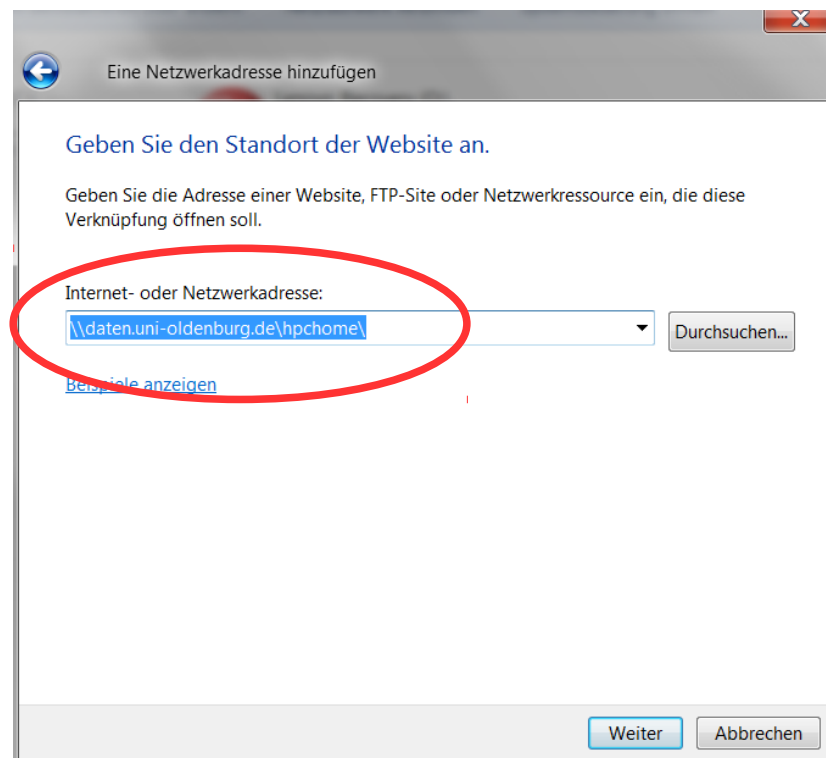 X
Eine Netzwerkadresse hinzufügen
Geben Sie den Standort der Website an.
Geben Sie die Adresse einer Website, FTP-Site oder Netzwerkressource ein, die diese
Verknüpfung öffnen soll.
Internet- oder Netzwerkadresse:
\\daten.uni-oldenburg.de\hpchome\
Durchsuchen...
Beispiele anzeigen
Weiter
Abbrechen